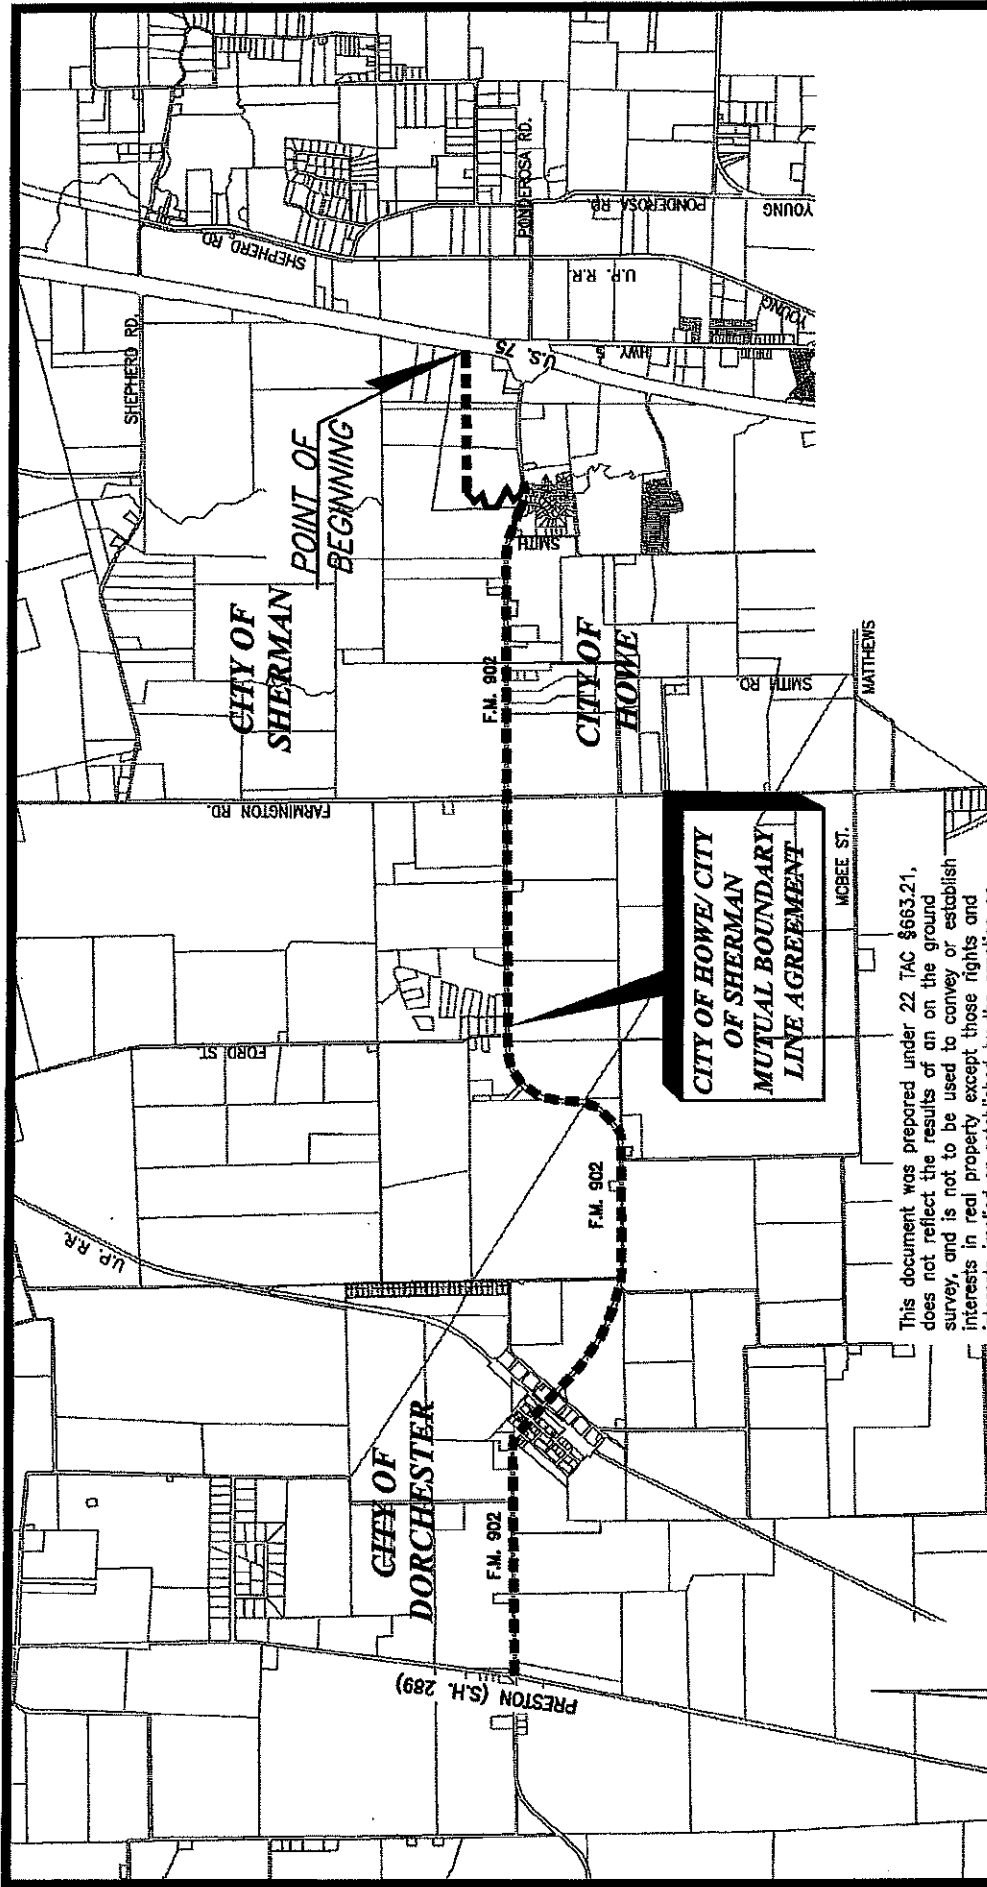 SHEPHERD RD.
SHEPHERD RD.
U.S. 75
HWY 5
U.P. R.R.
PONDEROSA RD.
PONDEROSA RD.
YOUNG
YOUNG
POINT OF
BEGINNING
CITY OF
SHERMAN
F.M. 902
SMITH
CITY OF
HOWE
SMITH RD
MATTHEWS
FARMINGTON RD.
MCBEE ST.
CITY OF HOWE/ CITY
OF SHERMAN
MUTUAL BOUNDARY
LINE AGREEMENT
FORD ST.
F.M. 902
U.P. R.R.
CITY OF
DORCHESTER
F.M. 902
PRESTON (S.H. 289)
This document was prepared under 22 TAC §663.21,
does not reflect the results of an on the ground
survey, and is not to be used to convey or establish
interests in real property except those rights and